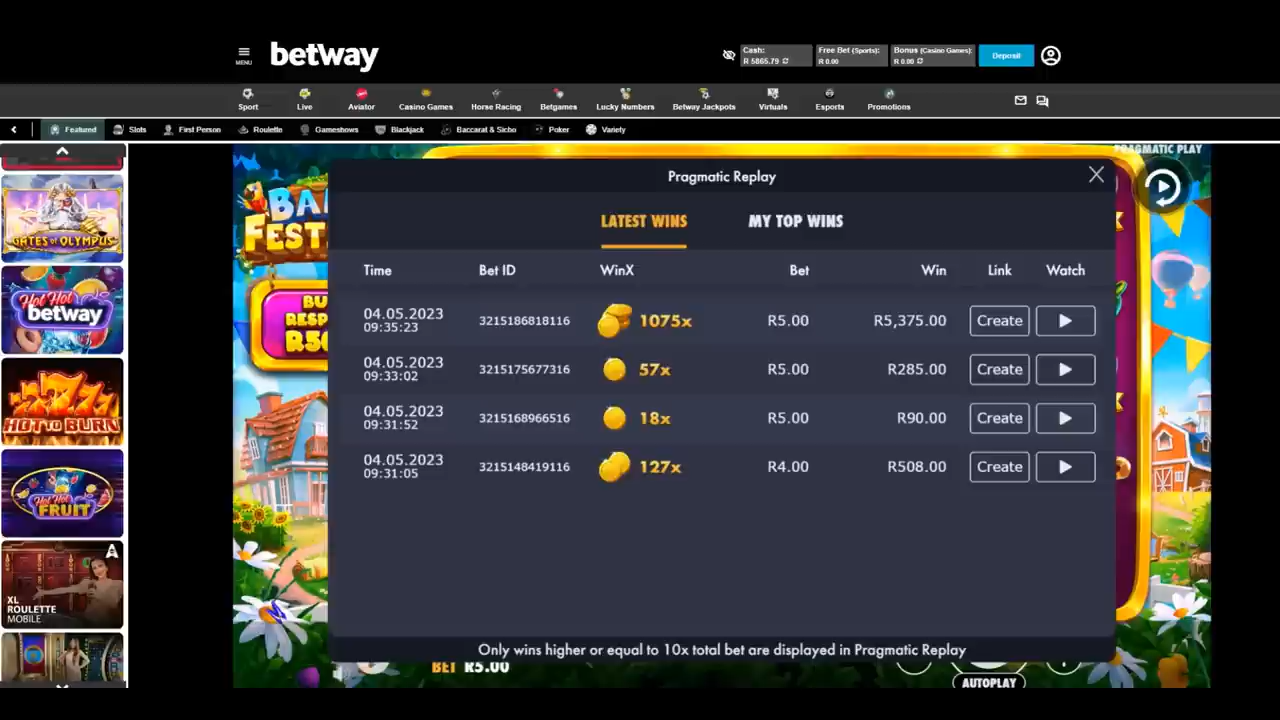 betway
MENU
Cash:
R 5865.79
Free Bet (Sports):
R 0.00
Bonus (Casino Games):
R 0.00
Deposit
Sport
Live
Aviator
Casino Games
Horse Racing
Betgames
Lucky Numbers
Betway Jackpots
Virtuals
Esports
Promotions
Featured
Slots
First Person
Roulette
Gameshows
Blackjack
Baccarat & Sicbo
Poker
Variety
PRAGMATIC PLAY
Pragmatic Replay
LATEST WINS
MY TOP WINS
Time Bet ID WinX Bet Win Link Watch
04.05.2023
09:35:23
3215186818116 1075x R5.00 R5,375.00 Create
04.05.2023
09:33:02
3215175677316 57x R5.00 R285.00 Create
04.05.2023
09:31:52
3215168966516 18x R5.00 R90.00 Create
04.05.2023
09:31:05
3215148419116 127x R4.00 R508.00 Create
Only wins higher or equal to 10x total bet are displayed in Pragmatic Replay
BET R5.00
AUTOPLAY
GATES of OLYMPUS
Hot Hot
betway
777
HOT TO BURN
Hot Hot
FRUIT
XL
ROULETTE
MOBILE